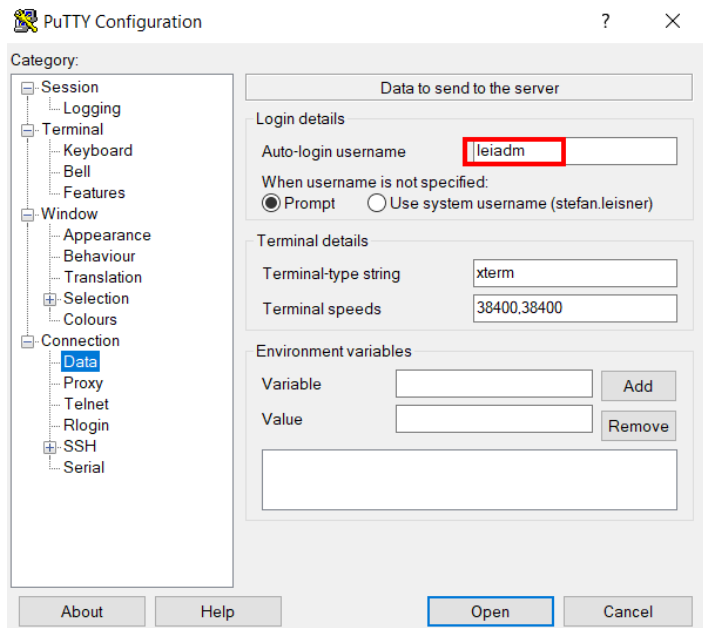 PuTTY Configuration
?
Category:
Session
Logging
Terminal
Keyboard
Bell
Features
Window
Appearance
Behaviour
Translation
Selection
Colours
Connection
Data
Proxy
Telnet
Rlogin
SSH
Serial
Data to send to the server
Login details
Auto-login username leiadm
When username is not specified:
Prompt Use system username (stefan.leisner)
Terminal details
Terminal-type string xterm
Terminal speeds 38400,38400
Environment variables
Variable Add
Value Remove
About Help Open Cancel